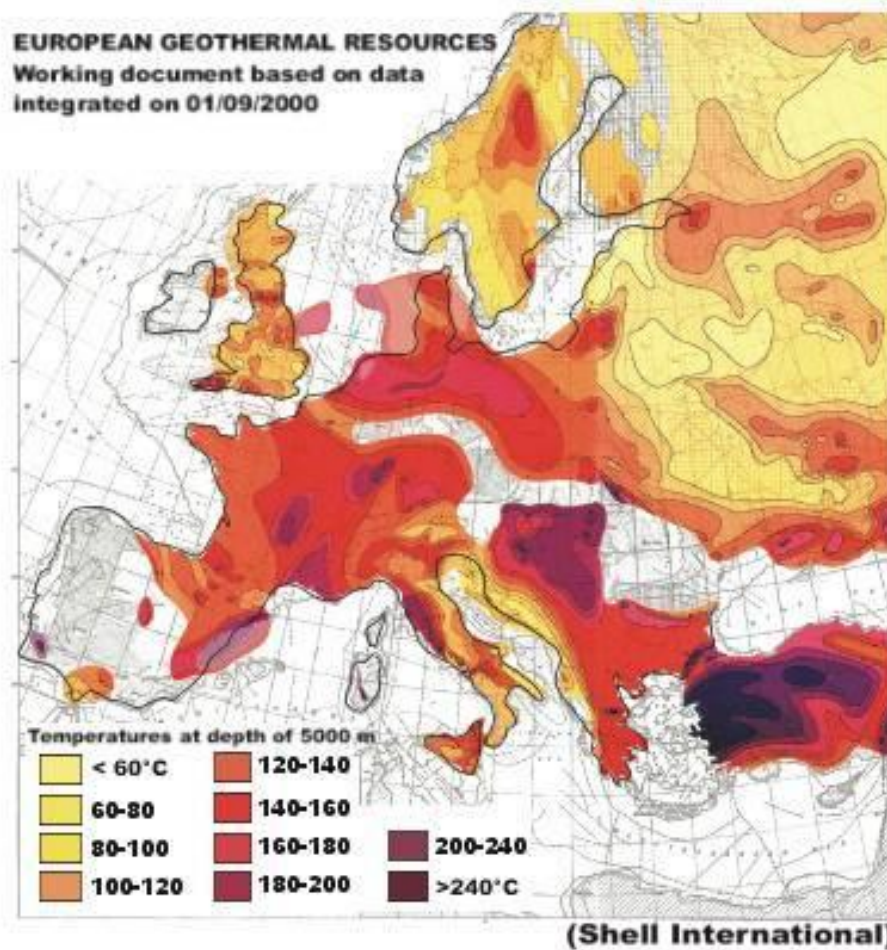 EUROPEAN GEOTHERMAL RESOURCES
Working document based on data
integrated on 01/09/2000
Temperatures at depth of 5000 m
< 60°C
60-80
80-100
100-120
120-140
140-160
160-180
180-200
200-240
>240°C
(Shell International)